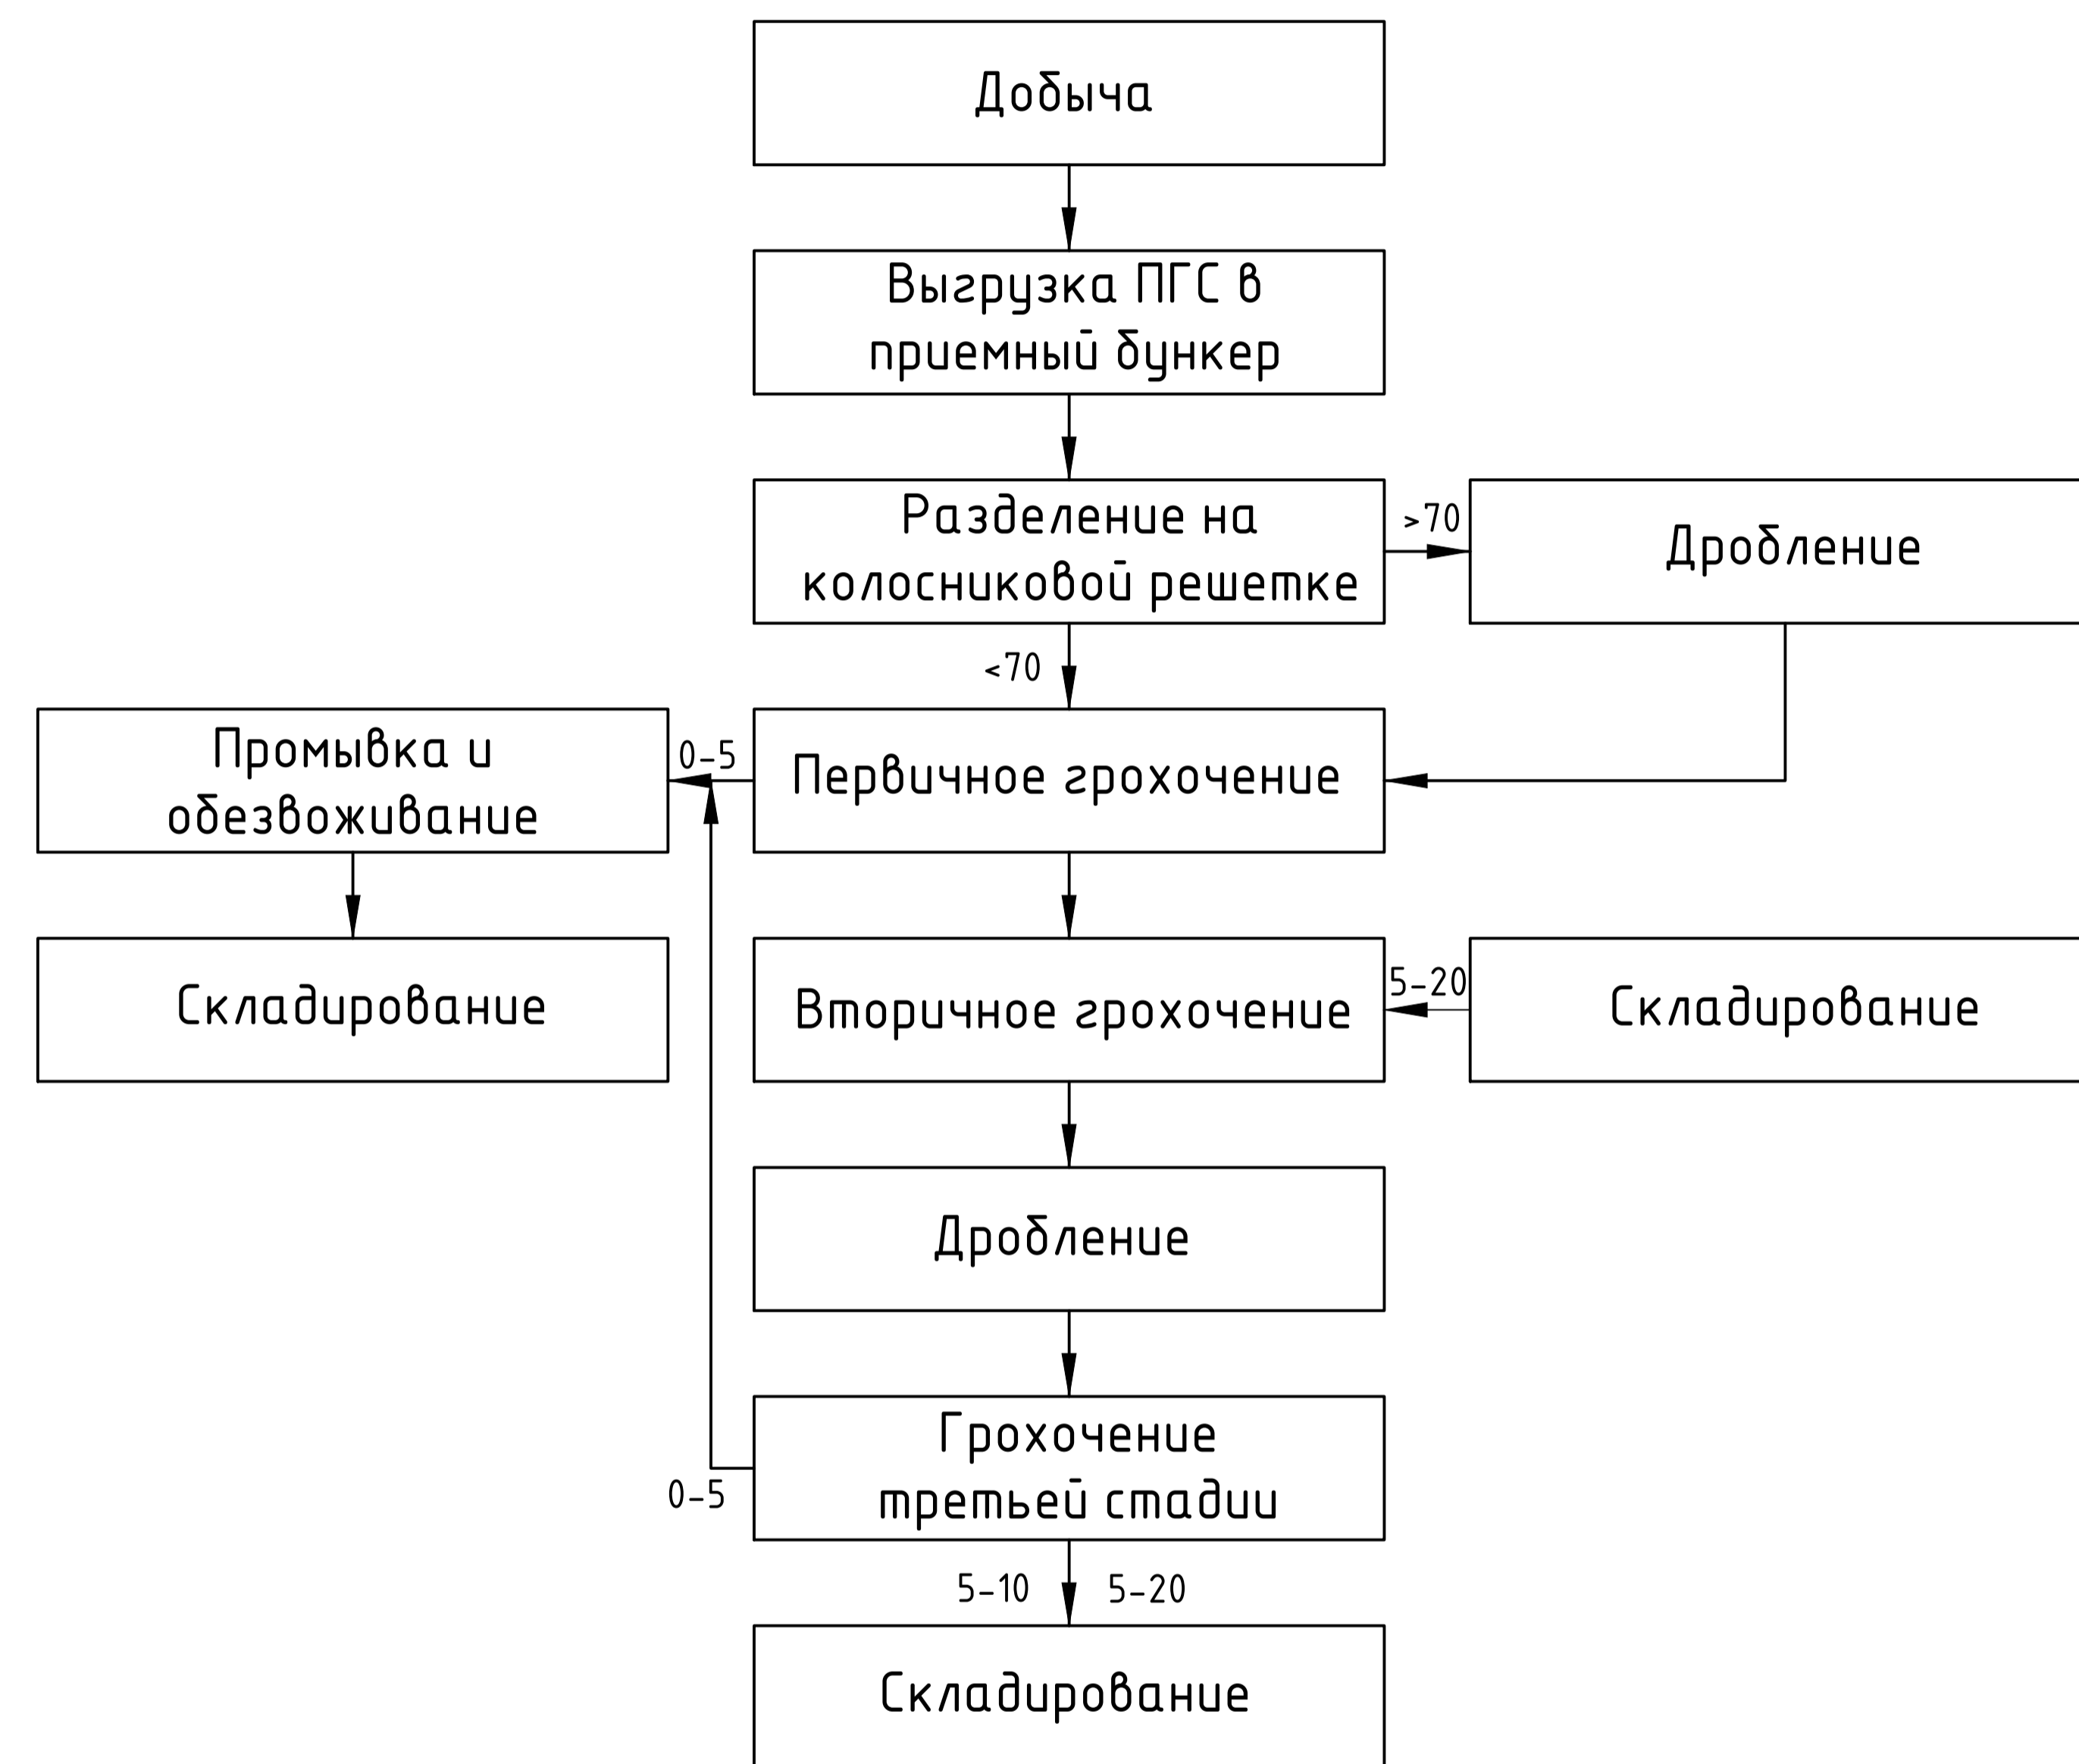 Добыча
Выгрузка ПГС в
приемный бункер
Разделение на
колосниковой решетке
>70
Дробление
<70
Промывка и
обезвоживание
0-5
Первичное грохочение
Складирование
Вторичное грохочение
5-20
Складирование
Дробление
Грохочение
третьей стадии
0-5
5-10
5-20
Складирование